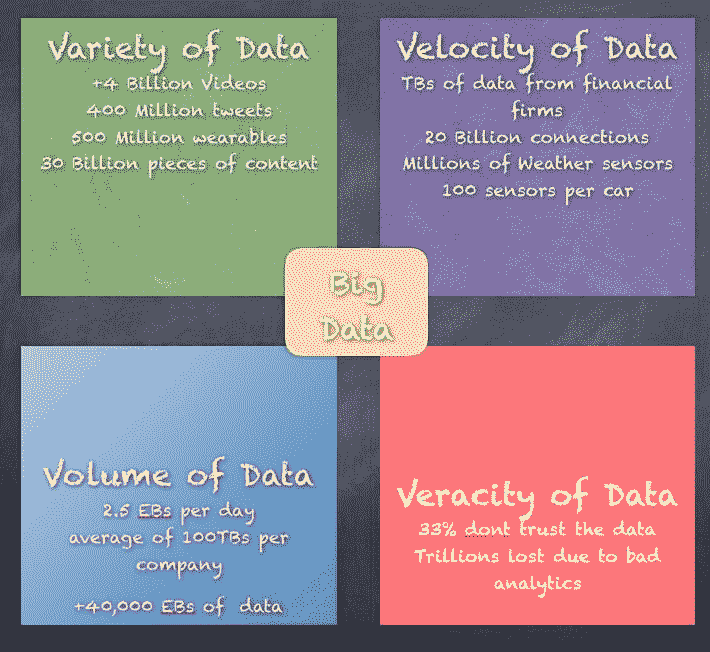 Variety of Data
+4 Billion Videos
400 Million tweets
500 Million wearables
30 Billion pieces of content
Velocity of Data
TBs of data from financial
firms
20 Billion connections
Millions of Weather sensors
100 sensors per car
Big
Data
Volume of Data
2.5 EBs per day
average of 100TBs per
company
+40,000 EBs of data
Veracity of Data
33% dont trust the data
Trillions lost due to bad
analytics